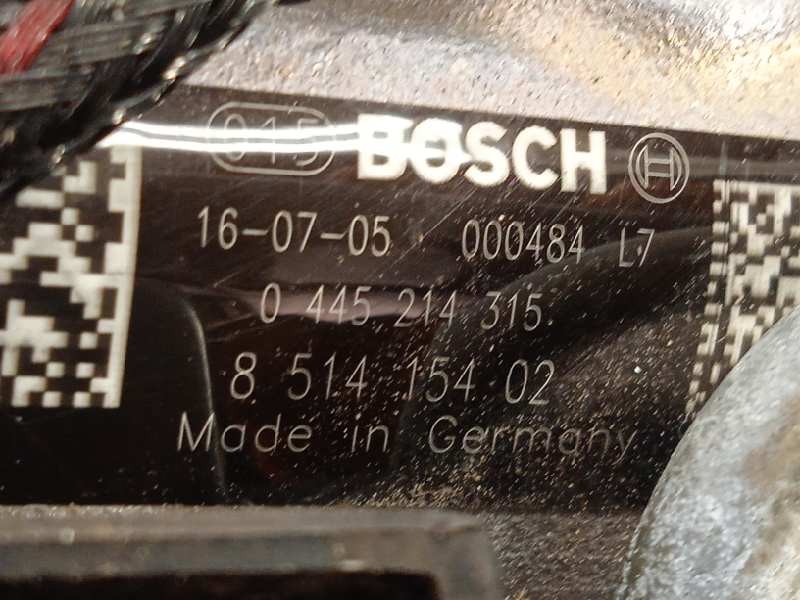 015 BOSCH
16-07-05 000484 L7
0 445 214 315
8 514 154 02
Made in Germany